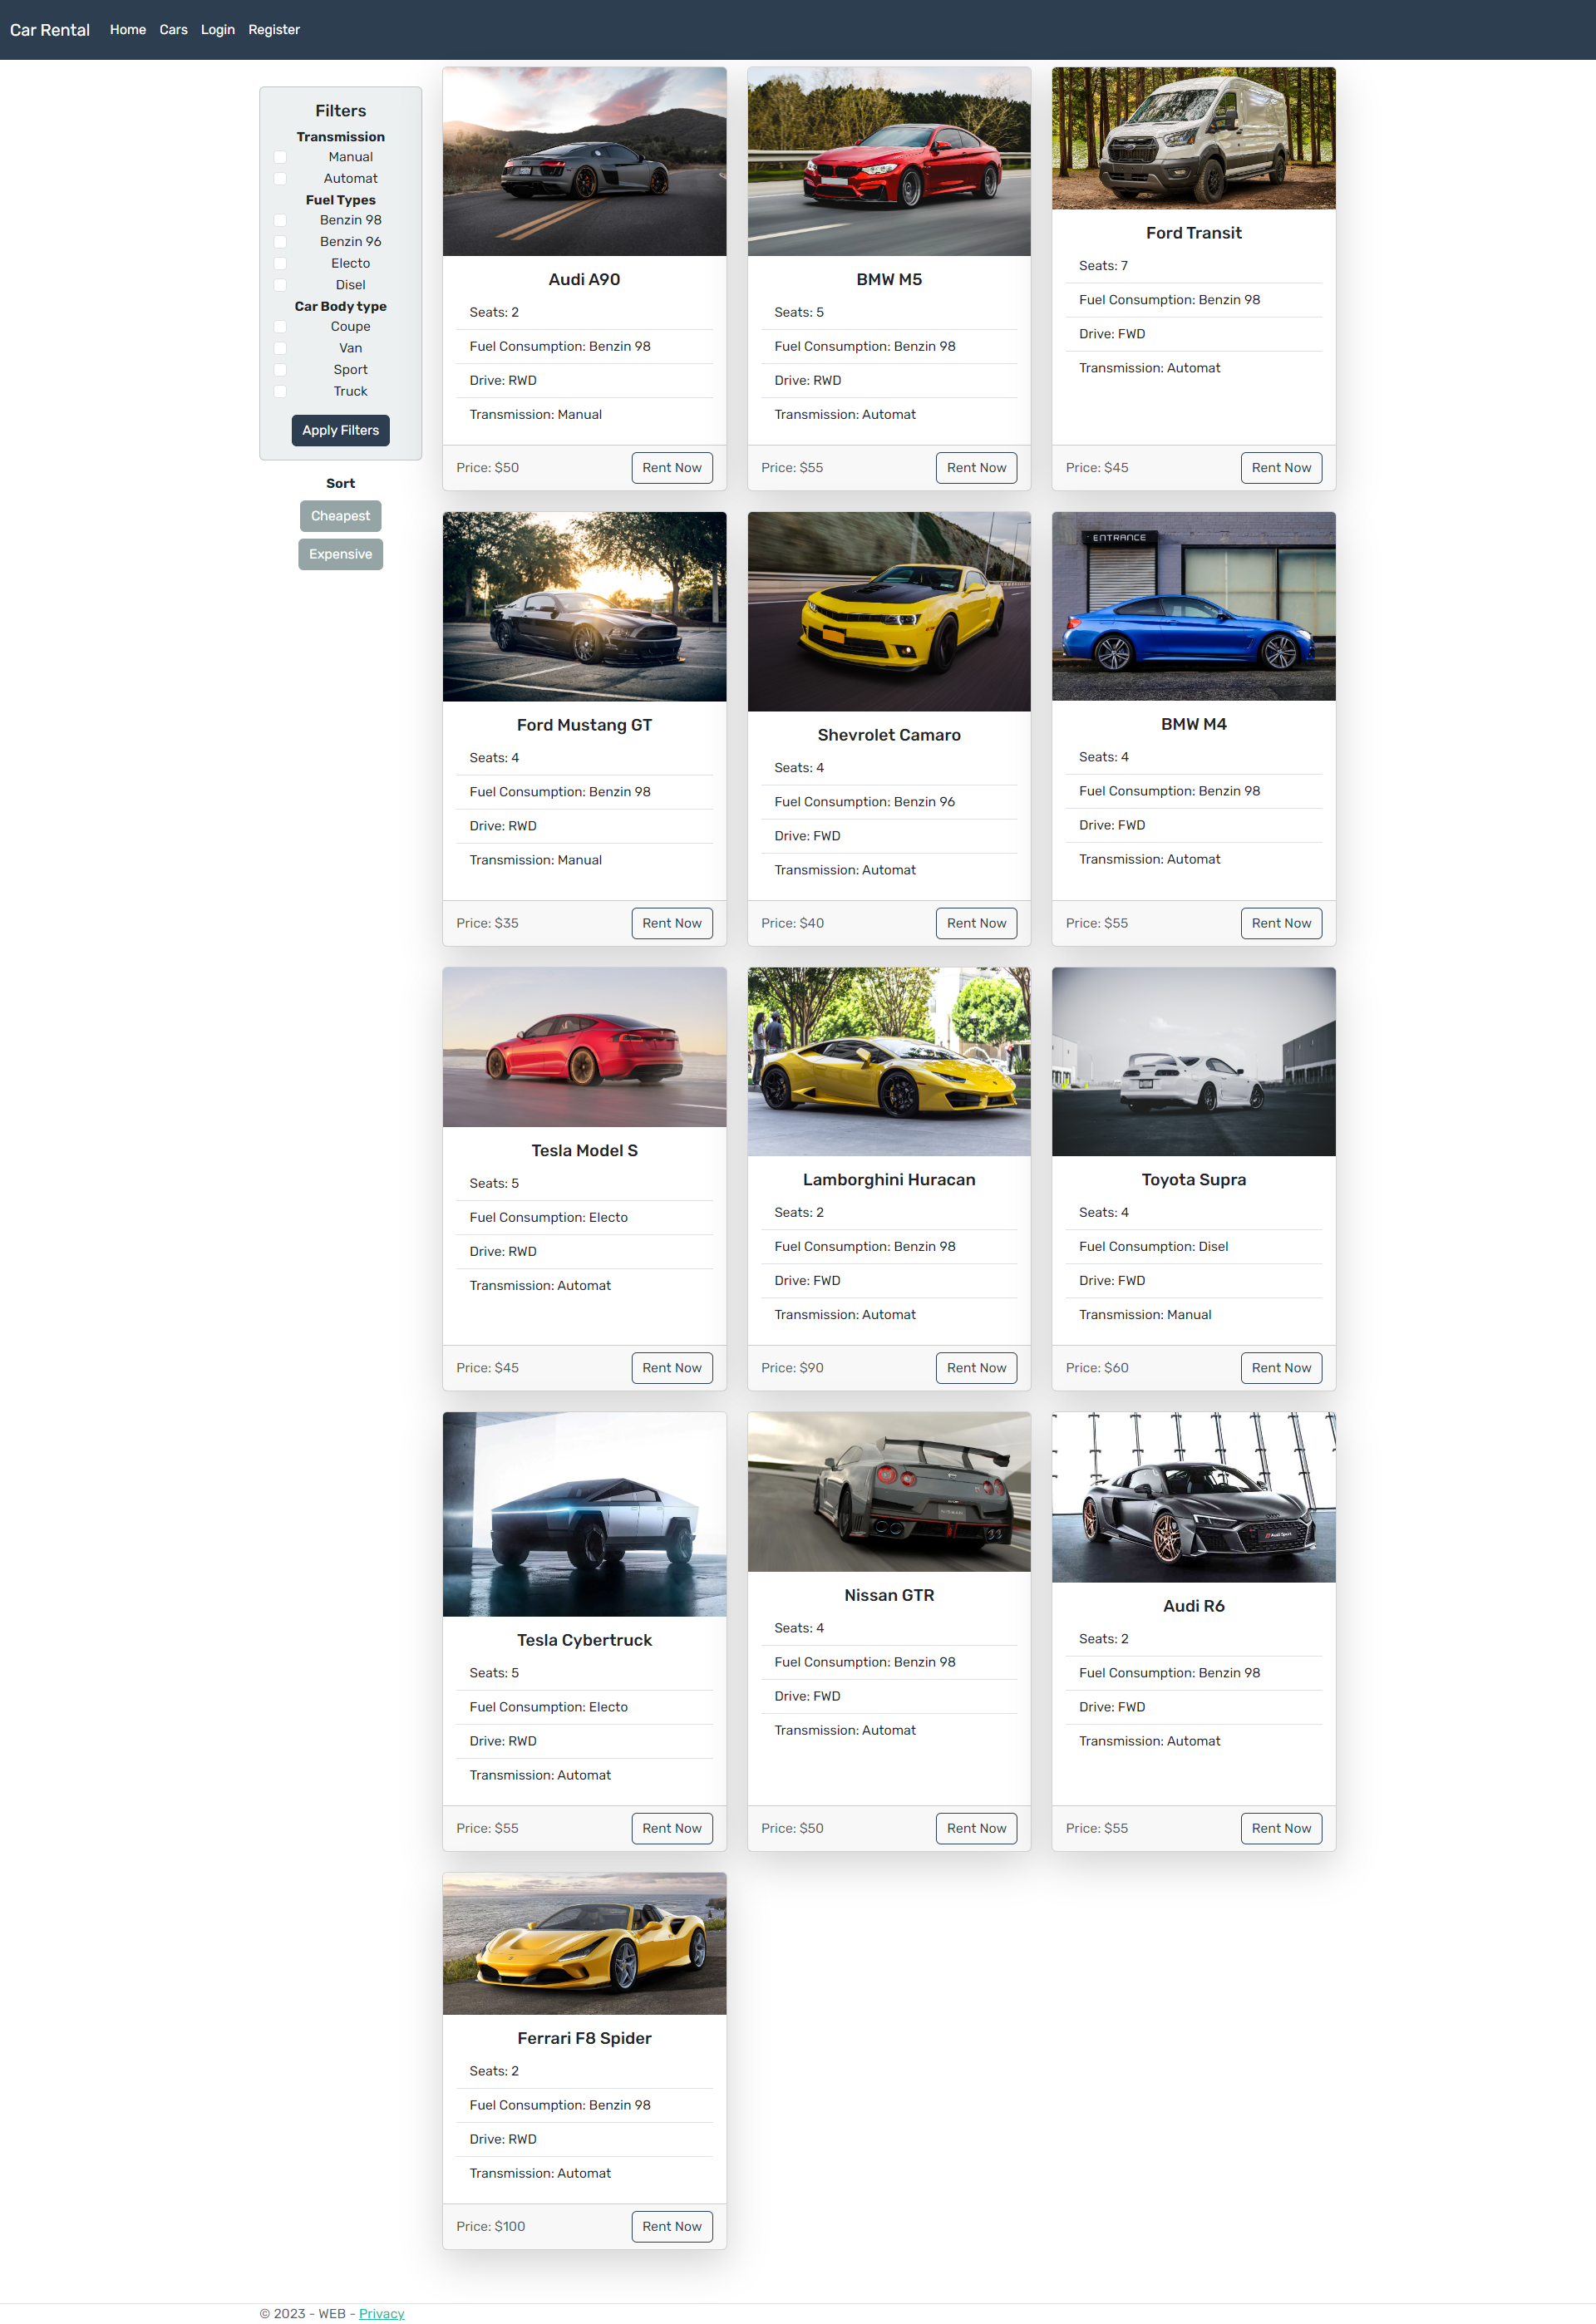 Car Rental Home Cars Login Register
Filters
Transmission
Manual
Automat
Fuel Types
Benzin 98
Benzin 96
Electo
Disel
Car Body type
Coupe
Van
Sport
Truck
Apply Filters
Sort
Cheapest
Expensive
Audi A90
Seats: 2
Fuel Consumption: Benzin 98
Drive: RWD
Transmission: Manual
Price: $50 Rent Now
BMW M5
Seats: 5
Fuel Consumption: Benzin 98
Drive: RWD
Transmission: Automat
Price: $55 Rent Now
Ford Transit
Seats: 7
Fuel Consumption: Benzin 98
Drive: FWD
Transmission: Automat
Price: $45 Rent Now
Ford Mustang GT
Seats: 4
Fuel Consumption: Benzin 98
Drive: RWD
Transmission: Manual
Price: $35 Rent Now
Shevrolet Camaro
Seats: 4
Fuel Consumption: Benzin 96
Drive: FWD
Transmission: Automat
Price: $40 Rent Now
ENTRANCE
BMW M4
Seats: 4
Fuel Consumption: Benzin 98
Drive: FWD
Transmission: Automat
Price: $55 Rent Now
Tesla Model S
Seats: 5
Fuel Consumption: Electo
Drive: RWD
Transmission: Automat
Price: $45 Rent Now
Lamborghini Huracan
Seats: 2
Fuel Consumption: Benzin 98
Drive: FWD
Transmission: Automat
Price: $90 Rent Now
Toyota Supra
Seats: 4
Fuel Consumption: Disel
Drive: FWD
Transmission: Manual
Price: $60 Rent Now
Tesla Cybertruck
Seats: 5
Fuel Consumption: Electo
Drive: RWD
Transmission: Automat
Price: $55 Rent Now
Nissan GTR
Seats: 4
Fuel Consumption: Benzin 98
Drive: FWD
Transmission: Automat
Price: $50 Rent Now
Audi Sport
Audi R6
Seats: 2
Fuel Consumption: Benzin 98
Drive: FWD
Transmission: Automat
Price: $55 Rent Now
Ferrari F8 Spider
Seats: 2
Fuel Consumption: Benzin 98
Drive: RWD
Transmission: Automat
Price: $100 Rent Now
© 2023 - WEB - Privacy